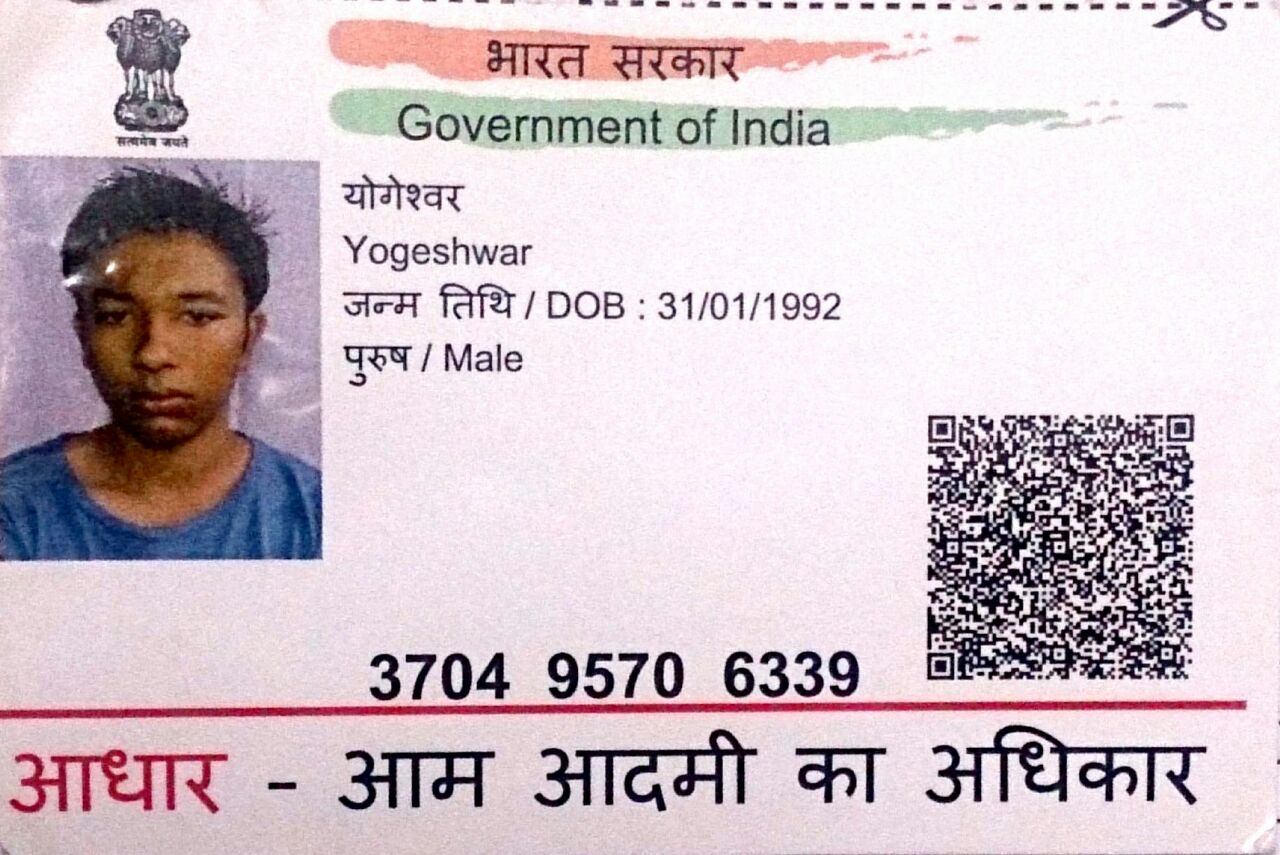 सत्यमेव जयते
भारत सरकार
Government of India
योगेश्वर
Yogeshwar
जन्म तिथि / DOB : 31/01/1992
पुरुष / Male
3704 9570 6339
आधार - आम आदमी का अधिकार